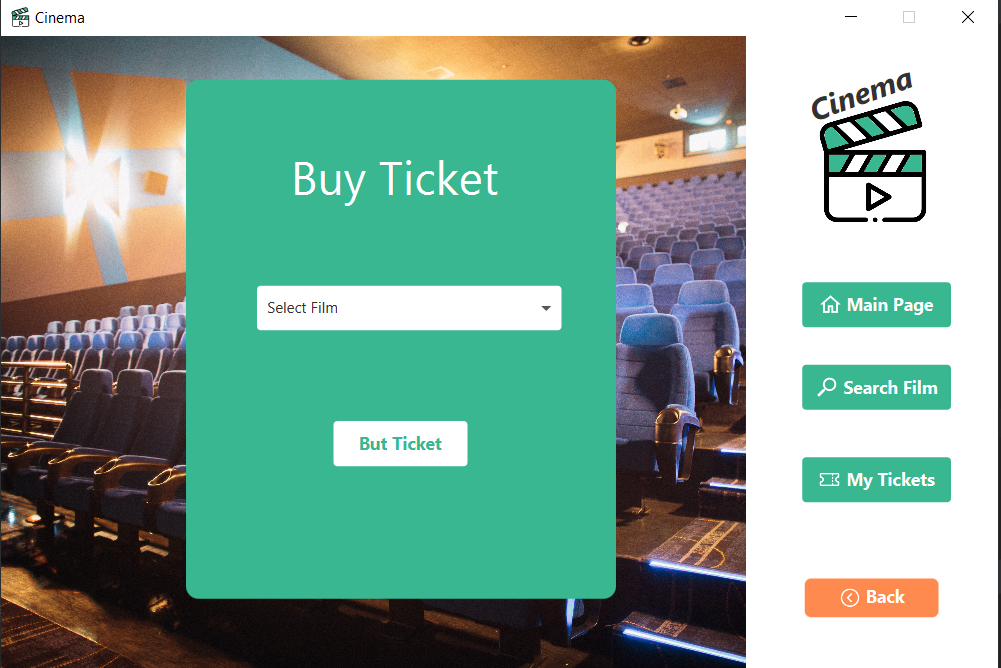 Cinema
Cinema
Buy Ticket
Select Film
But Ticket
Main Page
Search Film
My Tickets
Back